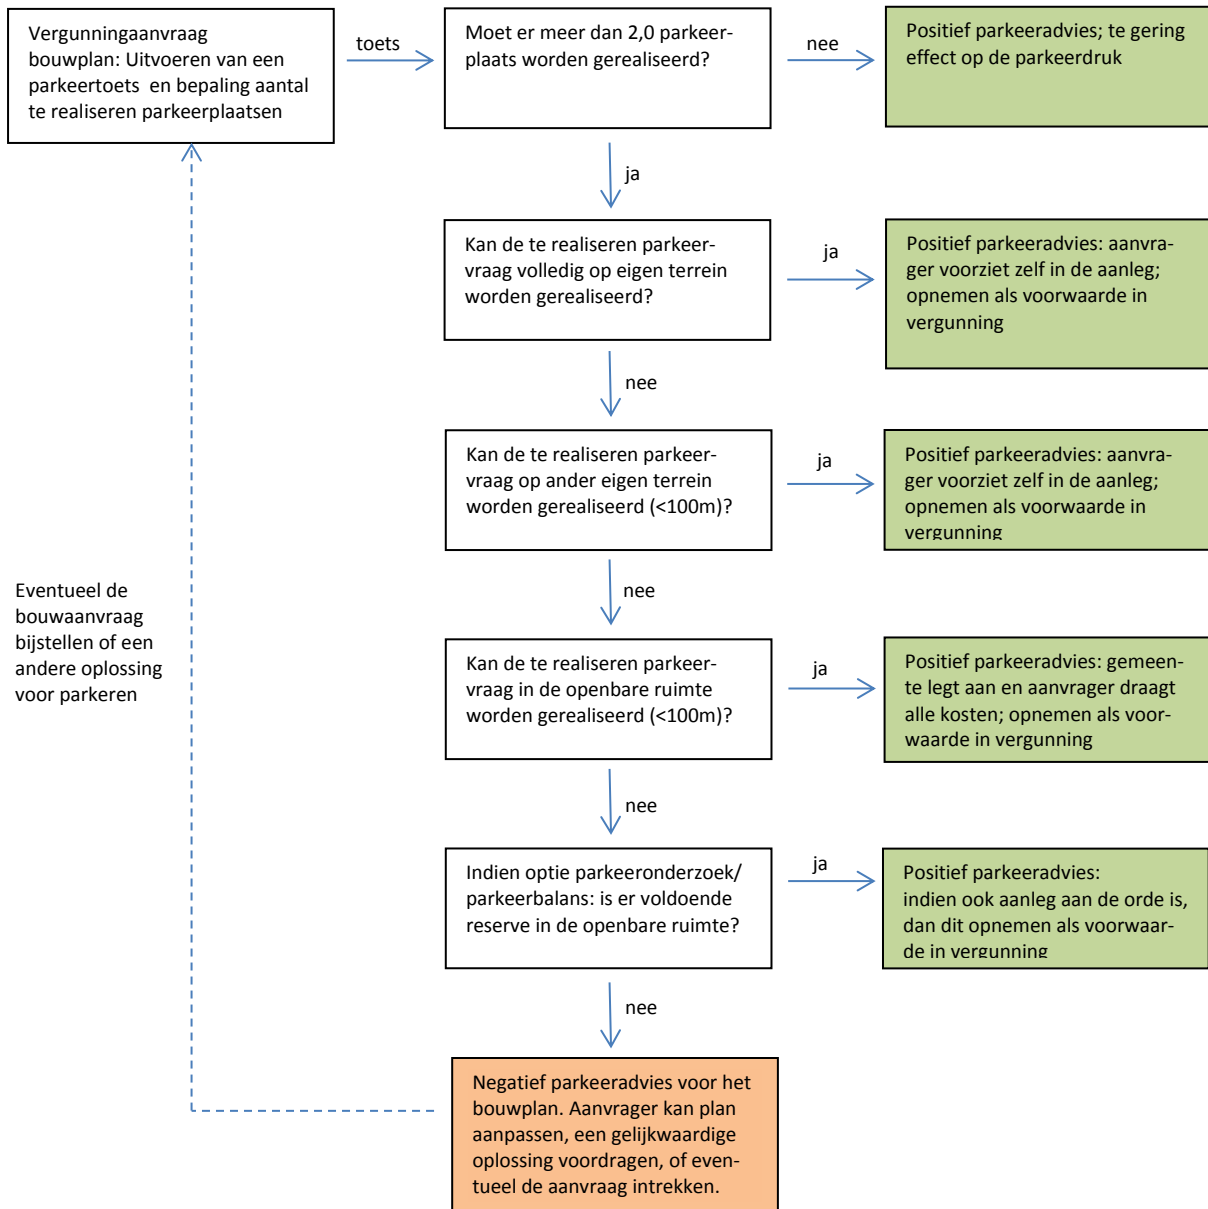 Vergunningaanvraag
bouwplan: Uitvoeren van een
parkeertoets en bepaling aantal
te realiseren parkeerplaatsen
toets
Moet er meer dan 2,0 parkeer-
plaats worden gerealiseerd?
nee
Positief parkeeradvies; te gering
effect op de parkeerdruk
ja
Kan de te realiseren parkeer-
vraag volledig op eigen terrein
worden gerealiseerd?
ja
Positief parkeeradvies: aanvra-
ger voorziet zelf in de aanleg;
opnemen als voorwaarde in
vergunning
nee
Kan de te realiseren parkeer-
vraag op ander eigen terrein
worden gerealiseerd (<100m)?
ja
Positief parkeeradvies: aanvra-
ger voorziet zelf in de aanleg;
opnemen als voorwaarde in
vergunning
nee
Eventueel de
bouwaanvraag
bijstellen of een
andere oplossing
voor parkeren
Kan de te realiseren parkeer-
vraag in de openbare ruimte
worden gerealiseerd (<100m)?
ja
Positief parkeeradvies: gemeen-
te legt aan en aanvrager draagt
alle kosten; opnemen als voor-
waarde in vergunning
nee
Indien optie parkeeronderzoek/
parkeerbalans: is er voldoende
reserve in de openbare ruimte?
ja
Positief parkeeradvies:
indien ook aanleg aan de orde is,
dan dit opnemen als voorwaar-
de in vergunning
nee
Negatief parkeeradvies voor het
bouwplan. Aanvrager kan plan
aanpassen, een gelijkwaardige
oplossing voordragen, of even-
tueel de aanvraag intrekken.